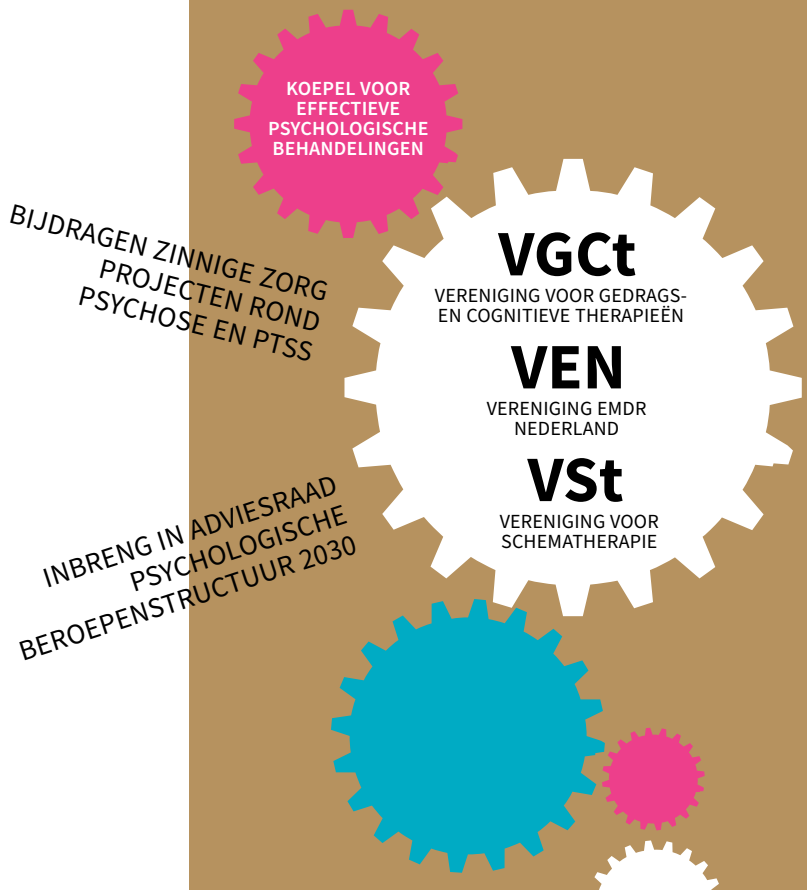 KOEPEL VOOR
EFFECTIEVE
PSYCHOLOGISCHE
BEHANDELINGEN
BIJDRAGEN ZINNIGE ZORG
PROJECTEN ROND
PSYCHOSE EN PTSS
VGCt
VERENIGING VOOR GEDRAGS-
EN COGNITIEVE THERAPIEËN
VEN
VERENIGING EMDR
NEDERLAND
VSt
VERENIGING VOOR
SCHEMATHERAPIE
INBRENG IN ADVIESRAAD
PSYCHOLOGISCHE
BEROEPENSTRUCTUUR 2030